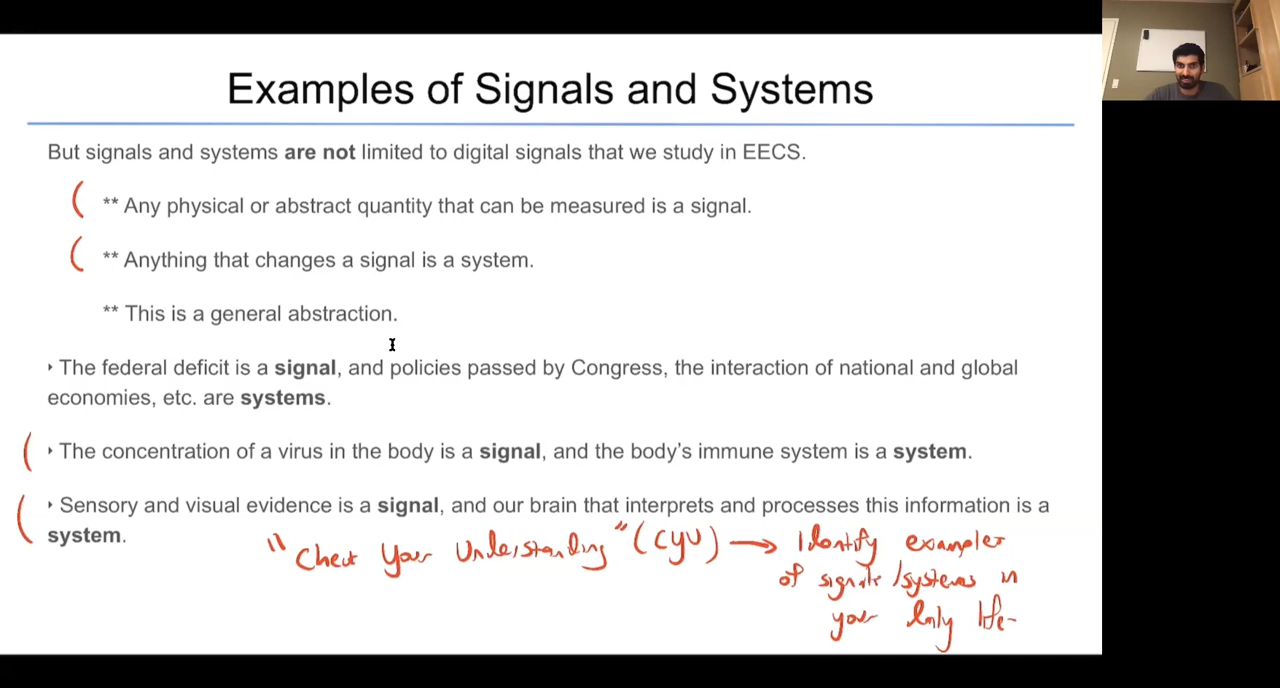 Examples of Signals and Systems
But signals and systems are not limited to digital signals that we study in EECS.
** Any physical or abstract quantity that can be measured is a signal.
** Anything that changes a signal is a system.
** This is a general abstraction.
‣ The federal deficit is a signal, and policies passed by Congress, the interaction of national and global
economies, etc. are systems.
‣ The concentration of a virus in the body is a signal, and the body's immune system is a system.
‣ Sensory and visual evidence is a signal, and our brain that interprets and processes this information is a
system.
"Check Your Understanding" (CYU) → Identify examples
of signals/systems in
your daily life.